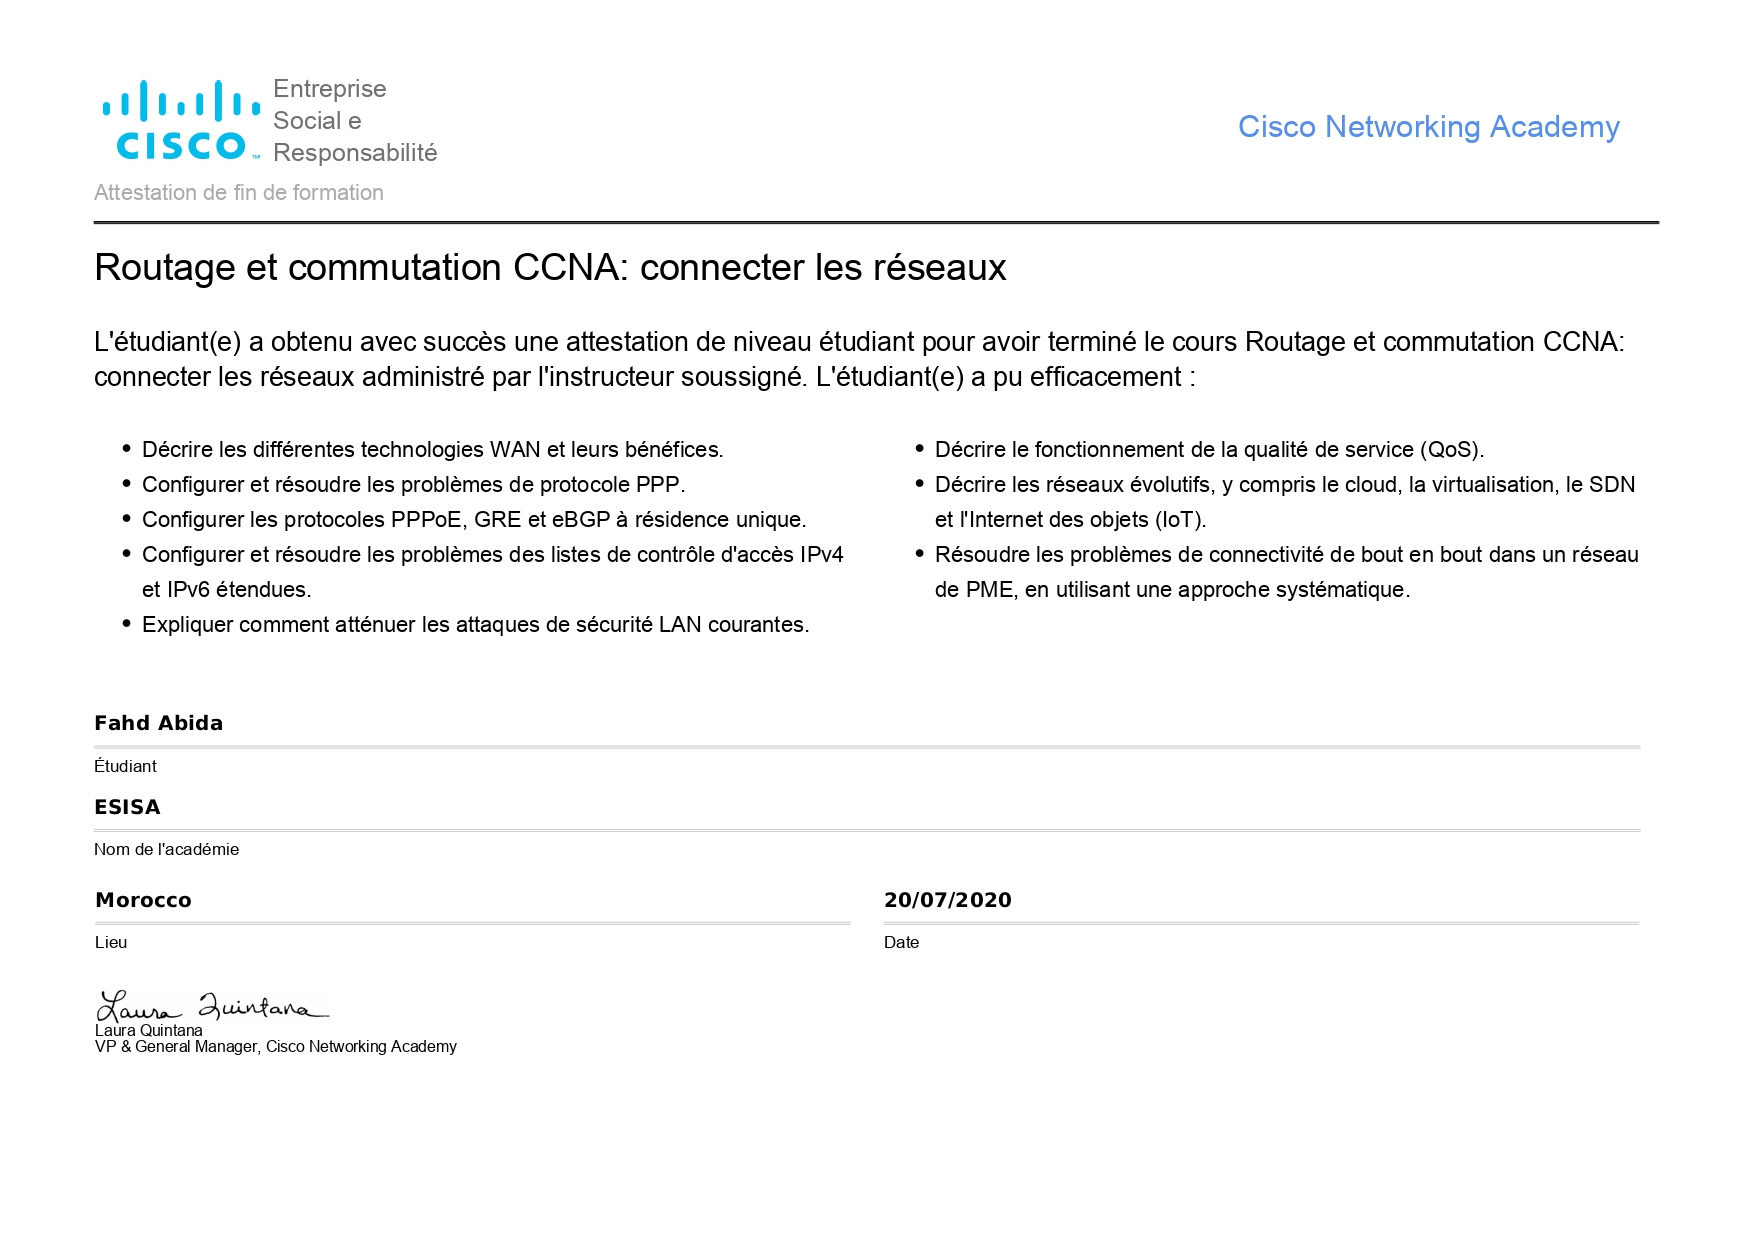 CISCO
™
Entreprise
Social e
Responsabilité
Cisco Networking Academy
Attestation de fin de formation
Routage et commutation CCNA: connecter les réseaux
L'étudiant(e) a obtenu avec succès une attestation de niveau étudiant pour avoir terminé le cours Routage et commutation CCNA:
connecter les réseaux administré par l'instructeur soussigné. L'étudiant(e) a pu efficacement :
• Décrire les différentes technologies WAN et leurs bénéfices.
• Configurer et résoudre les problèmes de protocole PPP.
• Configurer les protocoles PPPoE, GRE et eBGP à résidence unique.
• Configurer et résoudre les problèmes des listes de contrôle d'accès IPv4
et IPv6 étendues.
• Expliquer comment atténuer les attaques de sécurité LAN courantes.
• Décrire le fonctionnement de la qualité de service (QoS).
• Décrire les réseaux évolutifs, y compris le cloud, la virtualisation, le SDN
et l'Internet des objets (IoT).
• Résoudre les problèmes de connectivité de bout en bout dans un réseau
de PME, en utilisant une approche systématique.
Fahd Abida
Étudiant
ESISA
Nom de l'académie
Morocco
Lieu
20/07/2020
Date
Laura Quintana
Laura Quintana
VP & General Manager, Cisco Networking Academy